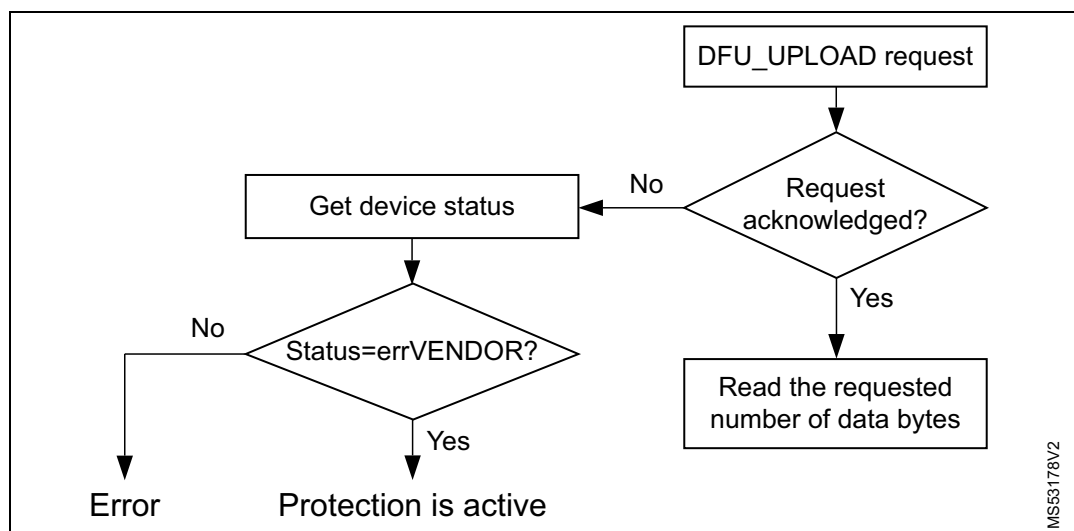 DFU_UPLOAD request
Request
acknowledged?
No
Get device status
Yes
Read the requested
number of data bytes
Status=errVENDOR?
No
Yes
Error
Protection is active
MS53178V2